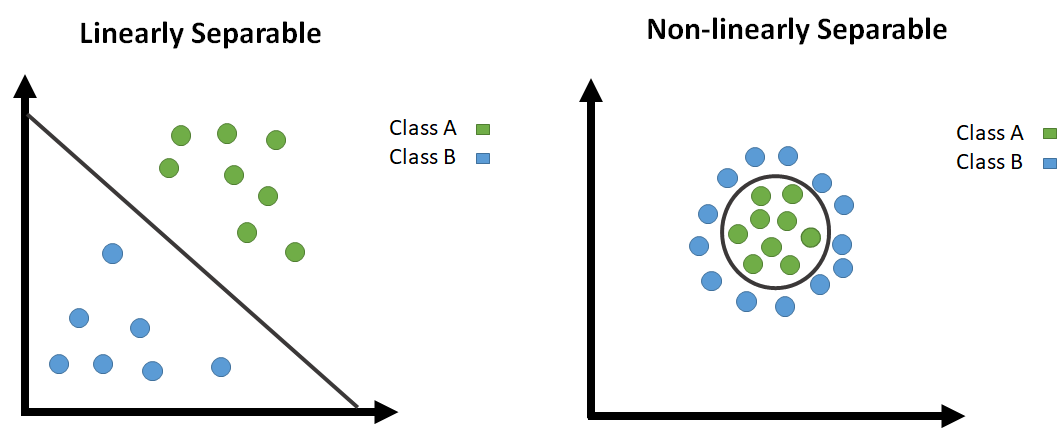 Linearly Separable
Class A
Class B
Non-linearly Separable
Class A
Class B